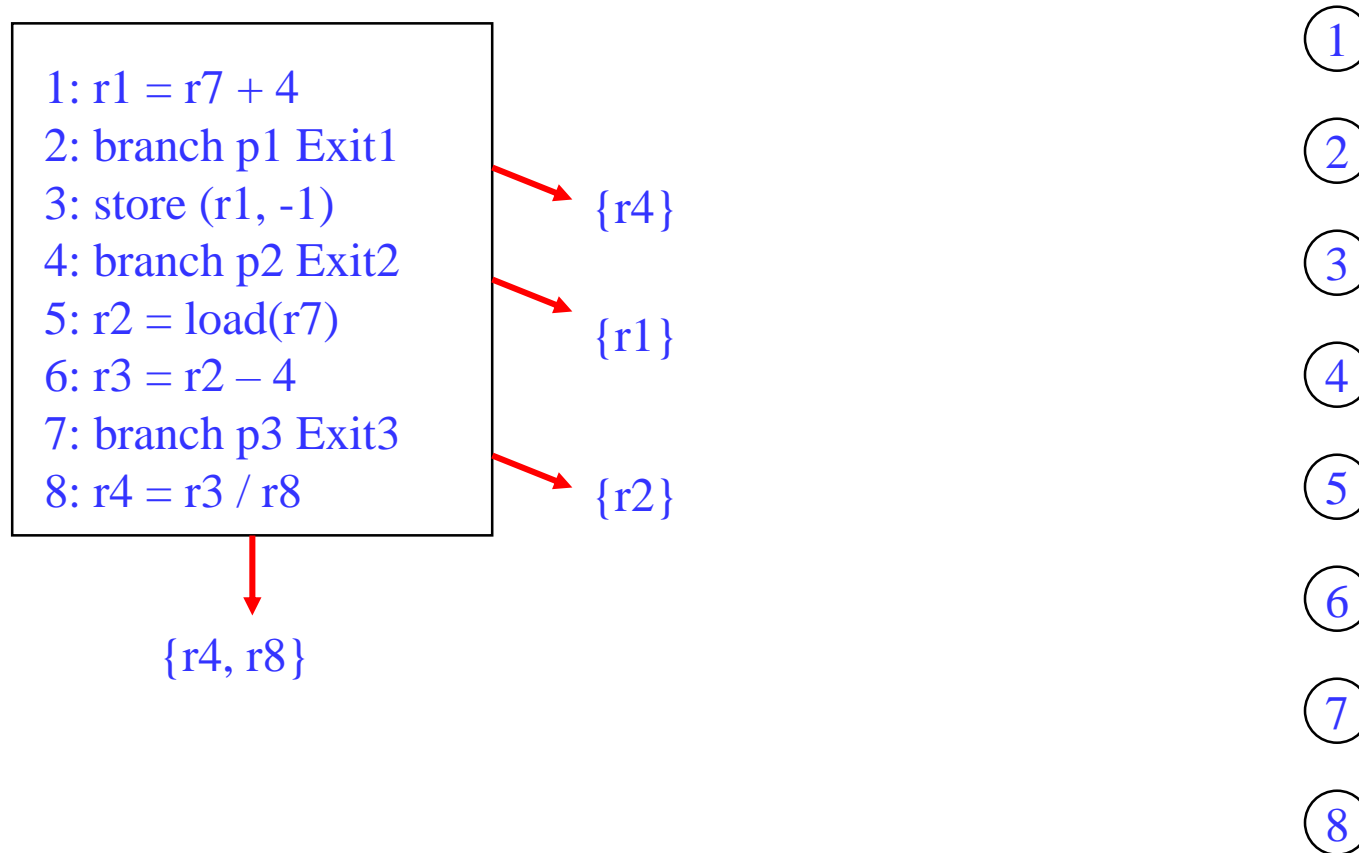 1: r1 = r7 + 4
2: branch p1 Exit1
3: store (r1, -1)
4: branch p2 Exit2
5: r2 = load(r7)
6: r3 = r2 – 4
7: branch p3 Exit3
8: r4 = r3 / r8
{r4}
{r1}
{r2}
{r4, r8}
1
2
3
4
5
6
7
8